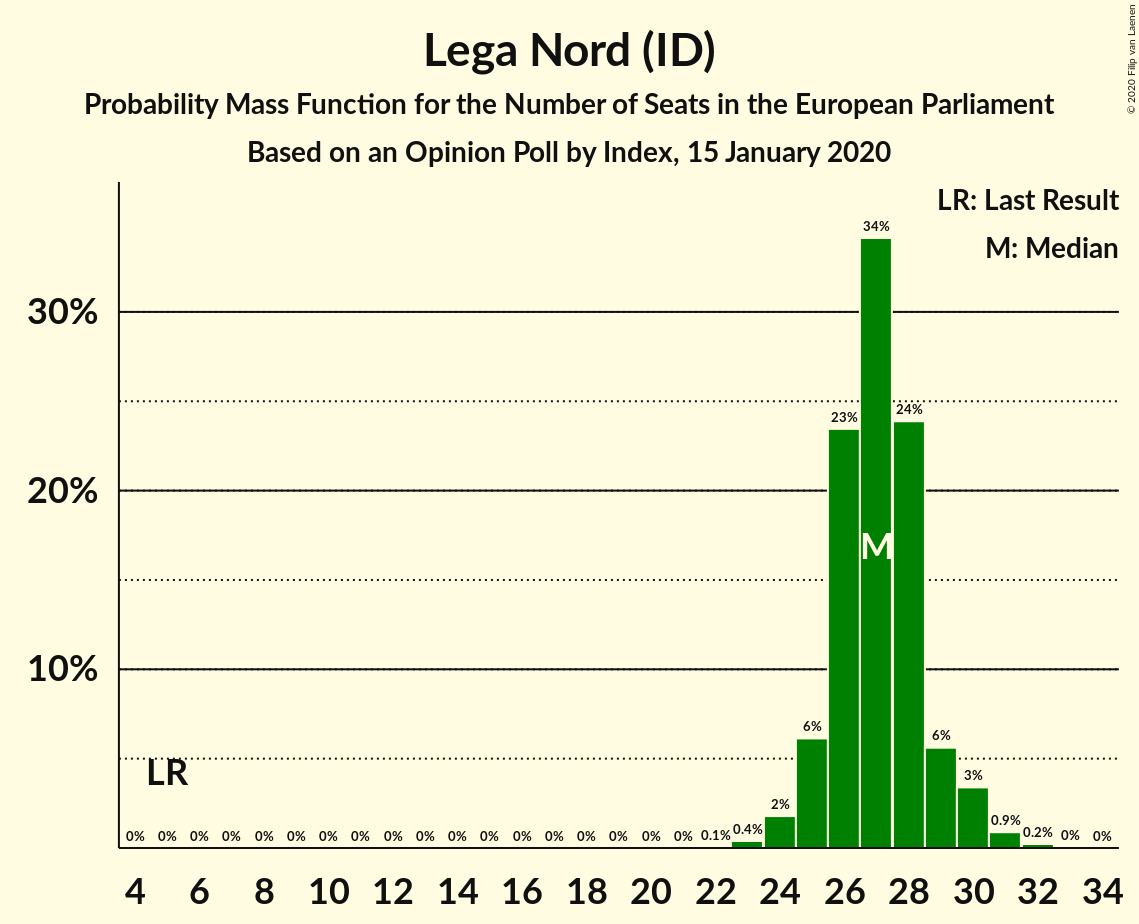 Lega Nord (ID)
Probability Mass Function for the Number of Seats in the European Parliament
Based on an Opinion Poll by Index, 15 January 2020
© 2020 Filip van Laenen
LR: Last Result
M: Median
30%
20%
10%
LR
M
0% 0% 0% 0% 0% 0% 0% 0% 0% 0% 0% 0% 0% 0% 0% 0% 0% 0% 0.1% 0.4% 2% 6% 23% 34% 24% 6% 3% 0.9% 0.2% 0% 0%
4 6 8 10 12 14 16 18 20 22 24 26 28 30 32 34